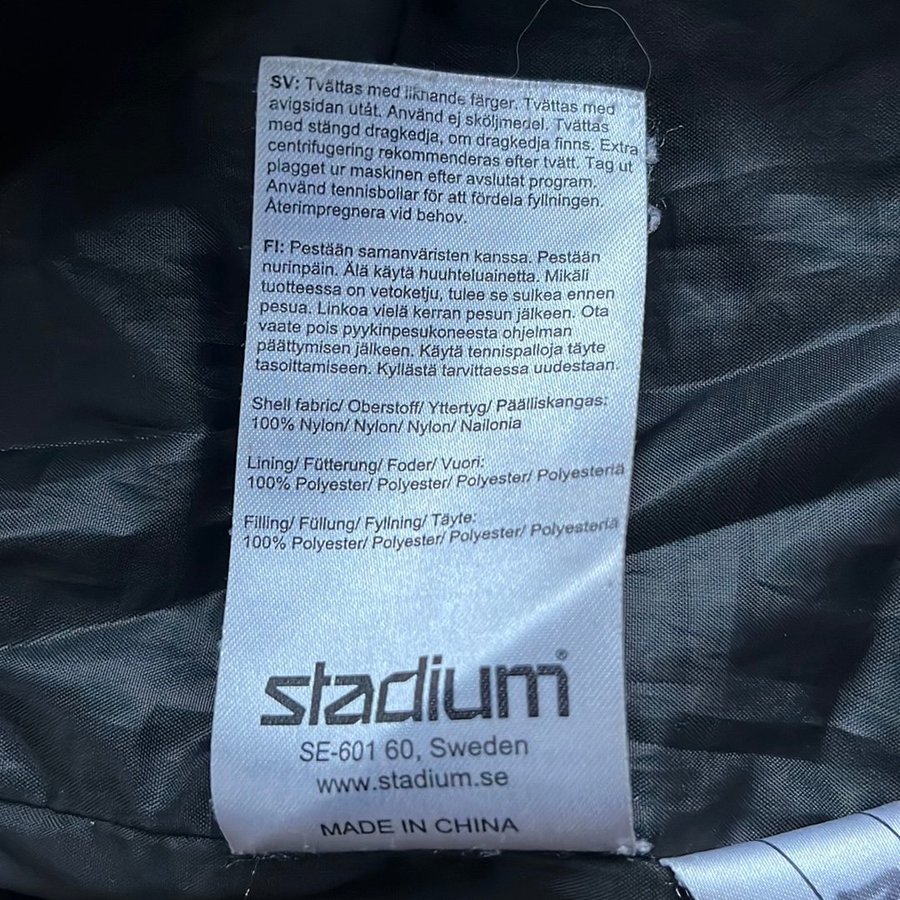 SV: Tvättas med liknande färger. Tvättas med
avigsidan utåt. Använd ej sköljmedel. Tvättas
med stängd dragkedja, om dragkedja finns. Extra
centrifugering rekommenderas efter tvätt. Tag ut
plagget ur maskinen efter avslutat program.
Använd tennisbollar för att fördela fyllningen.
Återimpregnera vid behov.
FI: Pestään samanväristen kanssa. Pestään
nurinpäin. Älä käytä huuhteluainetta. Mikäli
tuotteessa on vetoketju, tulee se sulkea ennen
pesua. Linkoa vielä kerran pesun jälkeen. Ota
vaate pois pyykinpesukoneesta ohjelman
päättymisen jälkeen. Käytä tennispalloja täyte
tasoittamiseen. Kyllästä tarvittaessa uudestaan.
Shell fabric/ Oberstoff/ Yttertyg/ Päälliskangas:
100% Nylon/ Nylon/ Nylon/ Nailonia
Lining/ Fütterung/ Foder/ Vuori:
100% Polyester/ Polyester/ Polyester/ Polyesteriä
Filling/ Füllung/ Fyllning/ Täyte:
100% Polyester/ Polyester/ Polyester/ Polyesteriä
stadium®
SE-601 60, Sweden
www.stadium.se
MADE IN CHINA